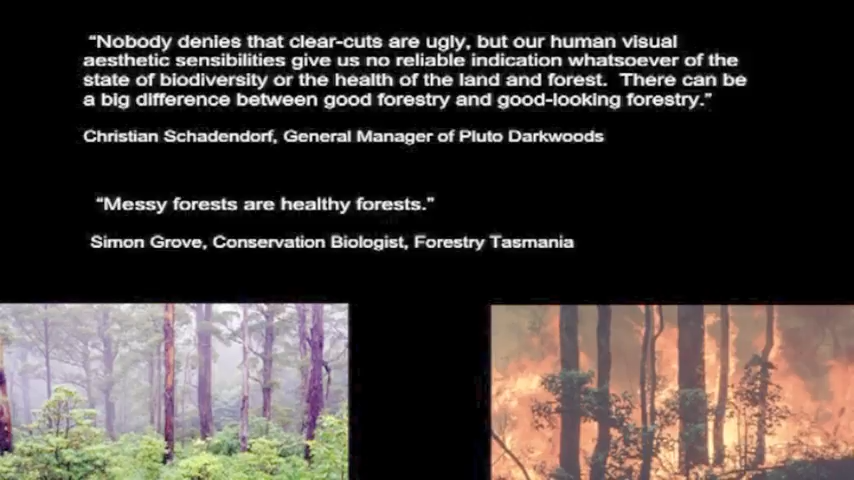 “Nobody denies that clear-cuts are ugly, but our human visual
aesthetic sensibilities give us no reliable indication whatsoever of the
state of biodiversity or the health of the land and forest.  There can be
a big difference between good forestry and good-looking forestry.”
Christian Schadendorf, General Manager of Pluto Darkwoods
“Messy forests are healthy forests.”
Simon Grove, Conservation Biologist, Forestry Tasmania